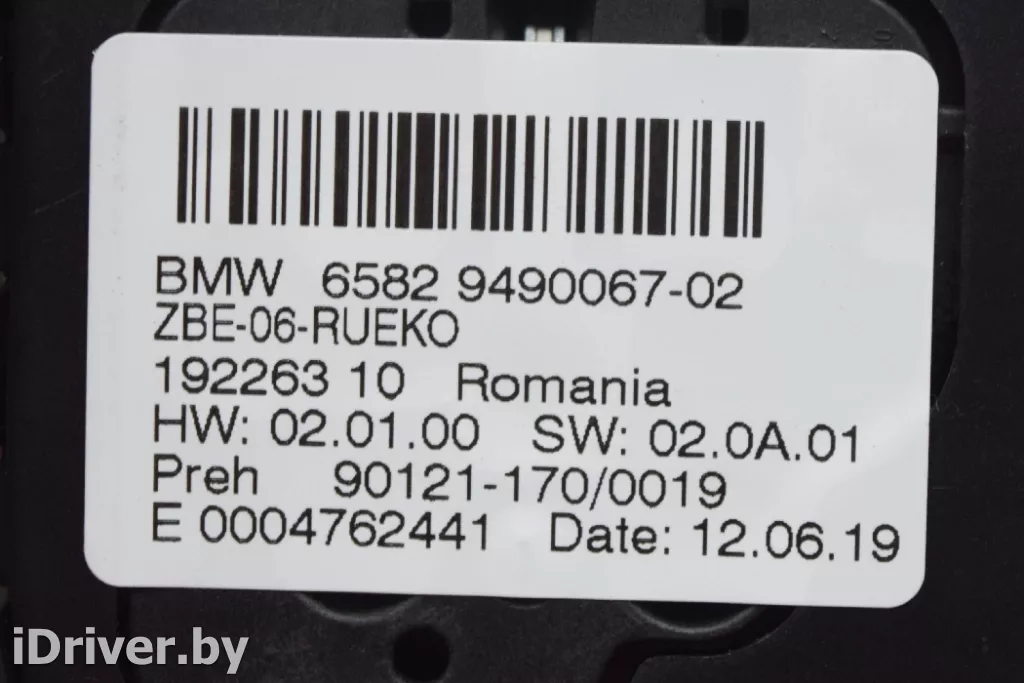 BMW 6582 9490067-02
ZBE-06-RUEKO
192263 10 Romania
HW: 02.01.00 SW: 02.0A.01
Preh 90121-170/0019
E 0004762441 Date: 12.06.19
iDriver.by